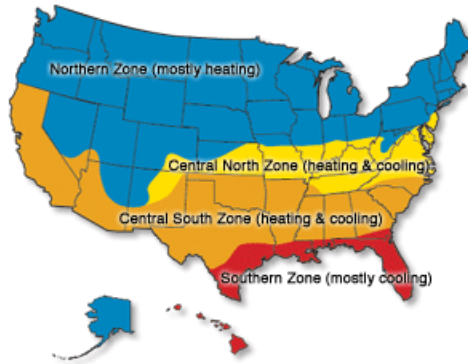 Northern Zone (mostly heating)
Central North Zone (heating & cooling)
Central South Zone (heating & cooling)
Southern Zone (mostly cooling)